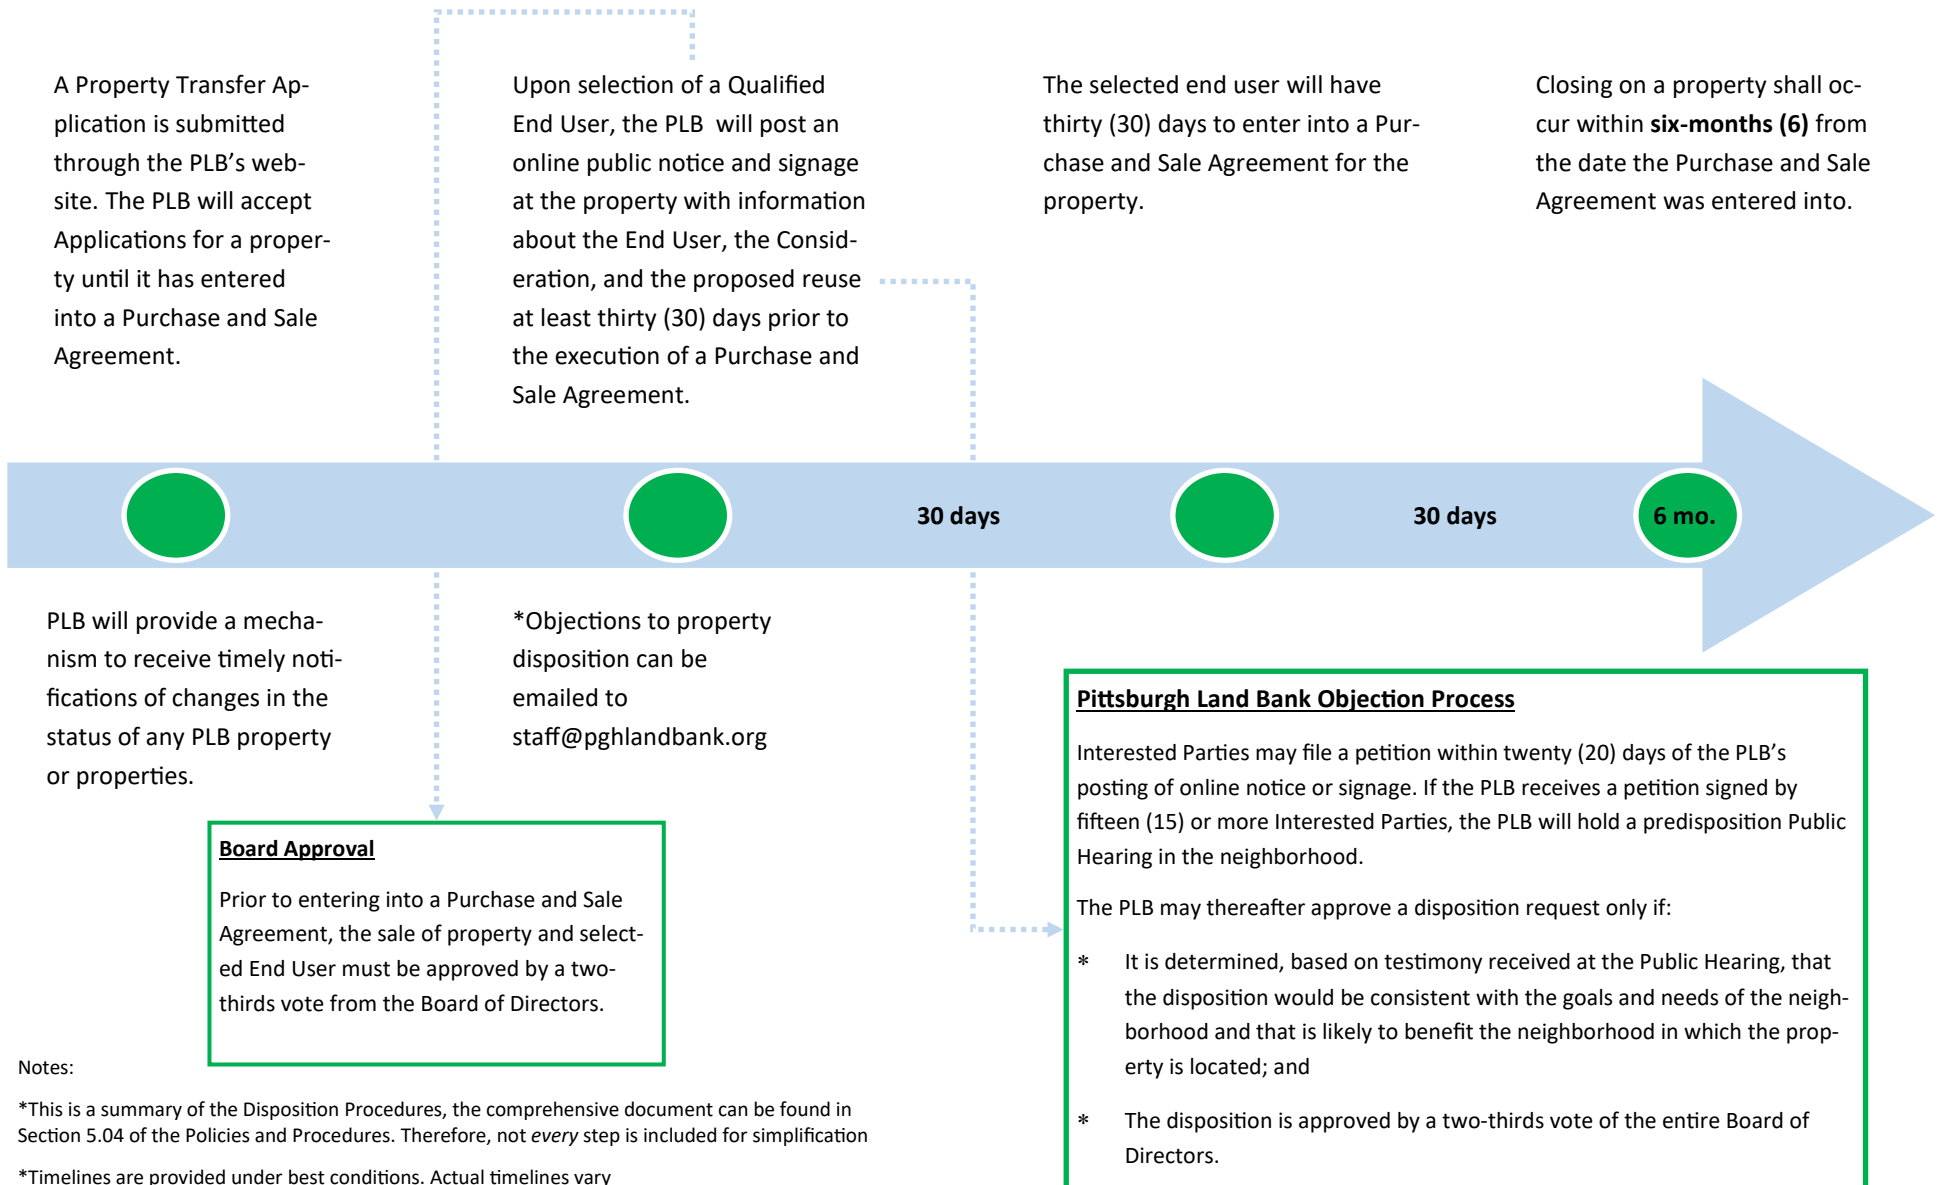 A Property Transfer Ap-
plication is submitted
through the PLB's web-
site. The PLB will accept
Applications for a proper-
ty until it has entered
into a Purchase and Sale
Agreement.
Upon selection of a Qualified
End User, the PLB will post an
online public notice and signage
at the property with information
about the End User, the Consid-
eration, and the proposed reuse
at least thirty (30) days prior to
the execution of a Purchase and
Sale Agreement.
The selected end user will have
thirty (30) days to enter into a Pur-
chase and Sale Agreement for the
property.
Closing on a property shall oc-
cur within six-months (6) from
the date the Purchase and Sale
Agreement was entered into.
30 days
30 days
6 mo.
PLB will provide a mecha-
nism to receive timely noti-
fications of changes in the
status of any PLB property
or properties.
*Objections to property
disposition can be
emailed to
staff@pghlandbank.org
Board Approval
Prior to entering into a Purchase and Sale
Agreement, the sale of property and select-
ed End User must be approved by a two-
thirds vote from the Board of Directors.
Pittsburgh Land Bank Objection Process
Interested Parties may file a petition within twenty (20) days of the PLB's
posting of online notice or signage. If the PLB receives a petition signed by
fifteen (15) or more Interested Parties, the PLB will hold a predisposition Public
Hearing in the neighborhood.
The PLB may thereafter approve a disposition request only if:
* It is determined, based on testimony received at the Public Hearing, that
the disposition would be consistent with the goals and needs of the neigh-
borhood and that is likely to benefit the neighborhood in which the prop-
erty is located; and
* The disposition is approved by a two-thirds vote of the entire Board of
Directors.
Notes:
*This is a summary of the Disposition Procedures, the comprehensive document can be found in
Section 5.04 of the Policies and Procedures. Therefore, not every step is included for simplification
*Timelines are provided under best conditions. Actual timelines vary